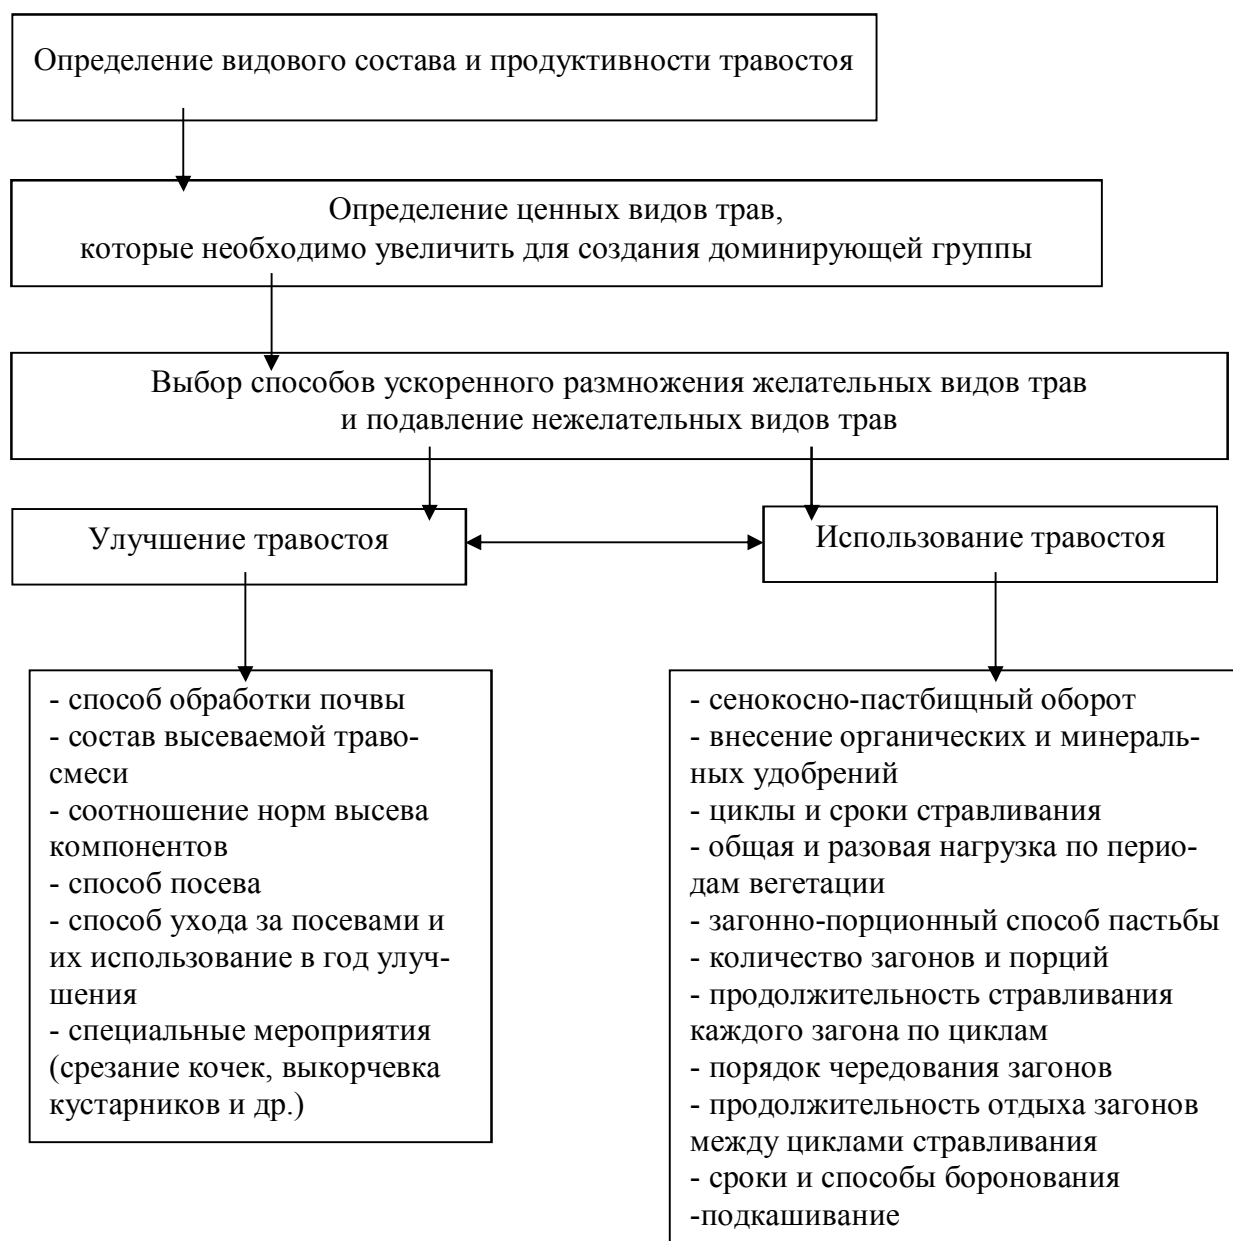 Определение видового состава и продуктивности травостоя
Определение ценных видов трав,
которые необходимо увеличить для создания доминирующей группы
Выбор способов ускоренного размножения желательных видов трав
и подавление нежелательных видов трав
Улучшение травостоя
Использование травостоя
- способ обработки почвы
- состав высеваемой траво-
смеси
- соотношение норм высева
компонентов
- способ посева
- способ ухода за посевами и
их использование в год улуч-
шения
- специальные мероприятия
(срезание кочек, выкорчевка
кустарников и др.)
- сенокосно-пастбищный оборот
- внесение органических и минераль-
ных удобрений
- циклы и сроки стравливания
- общая и разовая нагрузка по перио-
дам вегетации
- загонно-порционный способ пастьбы
- количество загонов и порций
- продолжительность стравливания
каждого загона по циклам
- порядок чередования загонов
- продолжительность отдыха загонов
между циклами стравливания
- сроки и способы боронования
-подкашивание